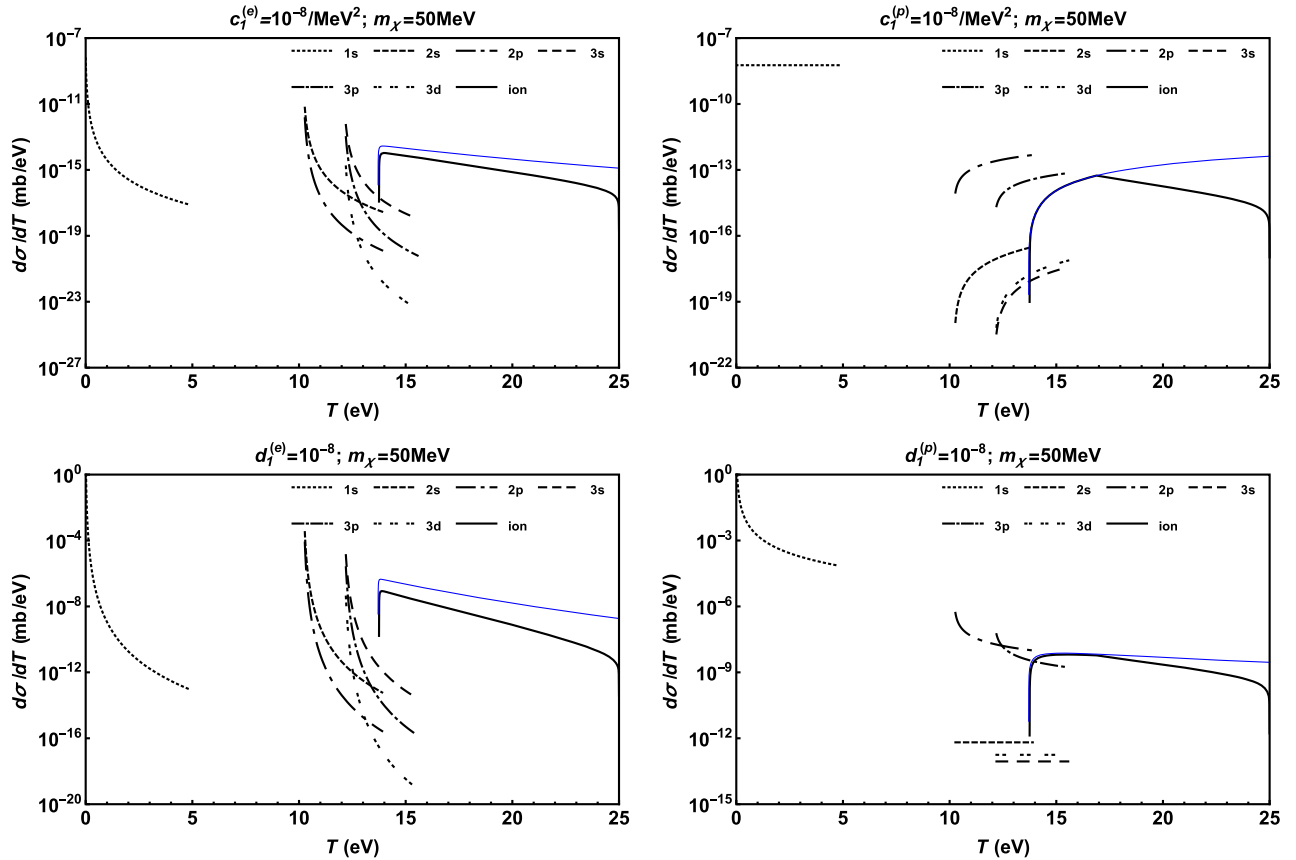 c₁⁽ᵉ⁾=10⁻⁸/MeV²; mχ=50MeV
10⁻⁷
10⁻¹¹
10⁻¹⁵
10⁻¹⁹
10⁻²³
10⁻²⁷
dσ/dT (mb/eV)
1s 2s 2p 3s
3p 3d ion
0 5 10 15 20 25
T (eV)
c₁⁽ᵖ⁾=10⁻⁸/MeV²; mχ=50MeV
10⁻⁷
10⁻¹⁰
10⁻¹³
10⁻¹⁶
10⁻¹⁹
10⁻²²
dσ/dT (mb/eV)
1s 2s 2p 3s
3p 3d ion
0 5 10 15 20 25
T (eV)
d₁⁽ᵉ⁾=10⁻⁸; mχ=50MeV
10⁰
10⁻⁴
10⁻⁸
10⁻¹²
10⁻¹⁶
10⁻²⁰
dσ/dT (mb/eV)
1s 2s 2p 3s
3p 3d ion
0 5 10 15 20 25
T (eV)
d₁⁽ᵖ⁾=10⁻⁸; mχ=50MeV
10⁰
10⁻³
10⁻⁶
10⁻⁹
10⁻¹²
10⁻¹⁵
dσ/dT (mb/eV)
1s 2s 2p 3s
3p 3d ion
0 5 10 15 20 25
T (eV)